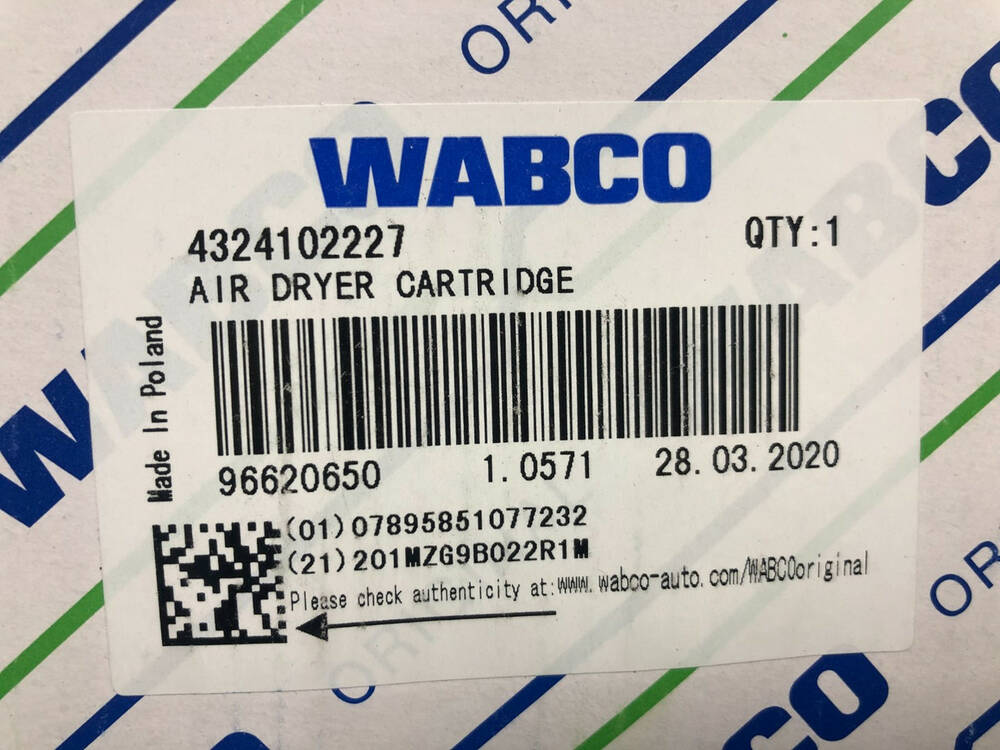 ORI
WABCO
4324102227
QTY:1
AIR DRYER CARTRIDGE
Made In Poland
96620650 1.0571 28.03.2020
(01)07895851077232
(21)201MZG9B022R1M
Please check authenticity at:www.wabco-auto.com/WABCOoriginal